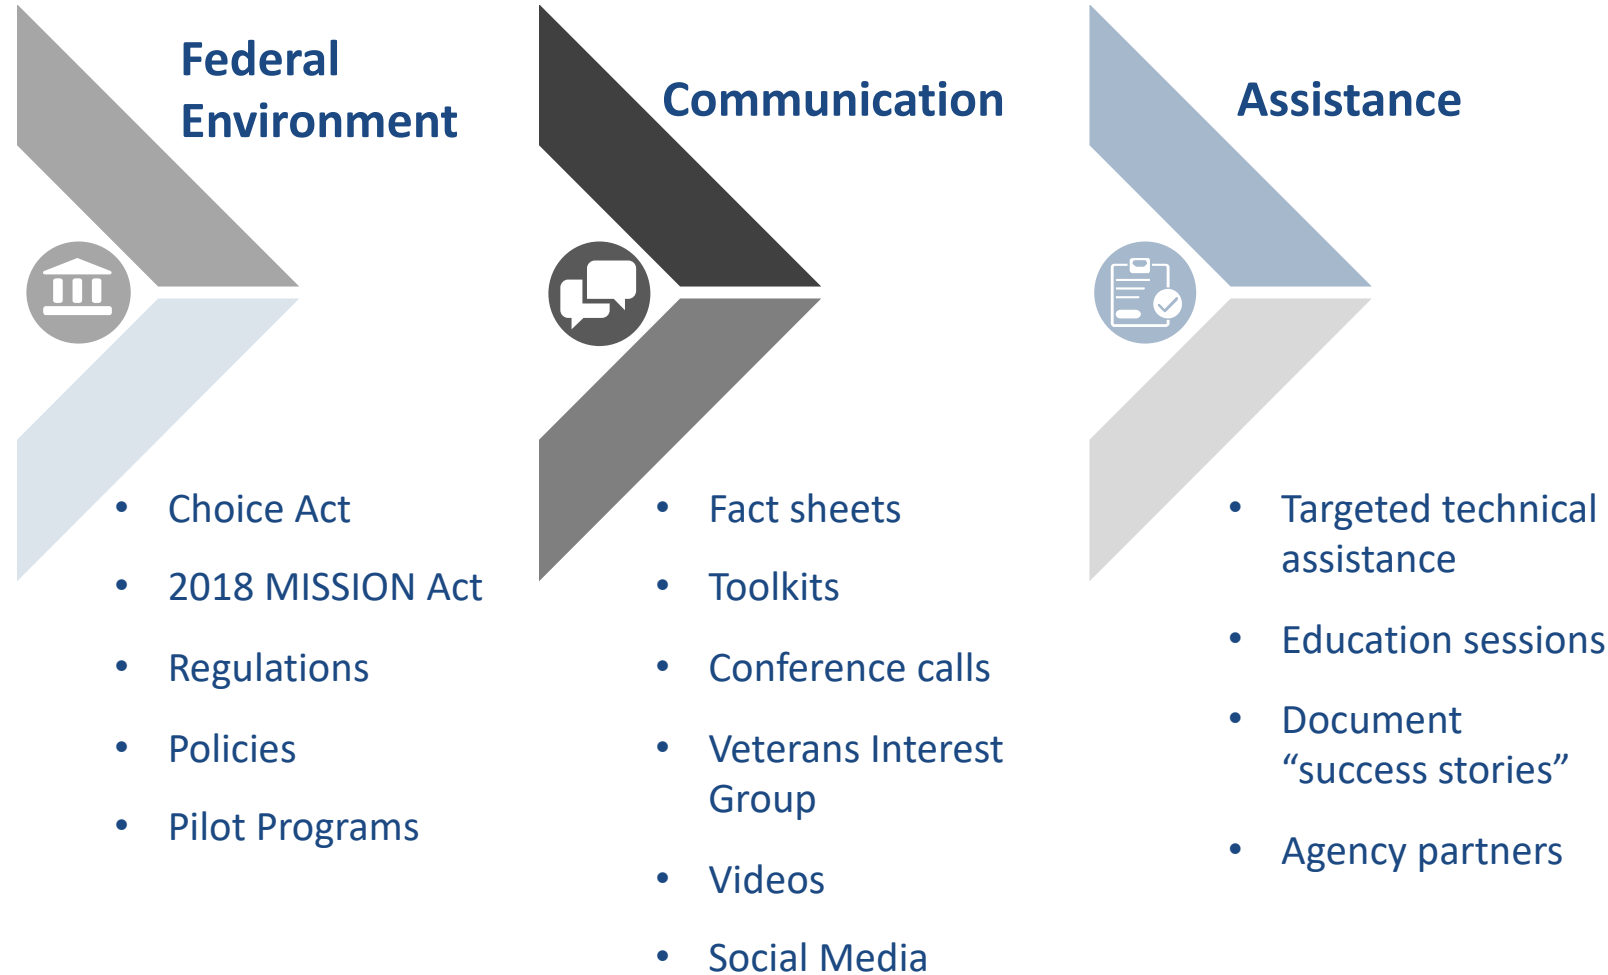 Federal
Environment
• Choice Act
• 2018 MISSION Act
• Regulations
• Policies
• Pilot Programs
Communication
• Fact sheets
• Toolkits
• Conference calls
• Veterans Interest
Group
• Videos
• Social Media
Assistance
• Targeted technical
assistance
• Education sessions
• Document
“success stories”
• Agency partners